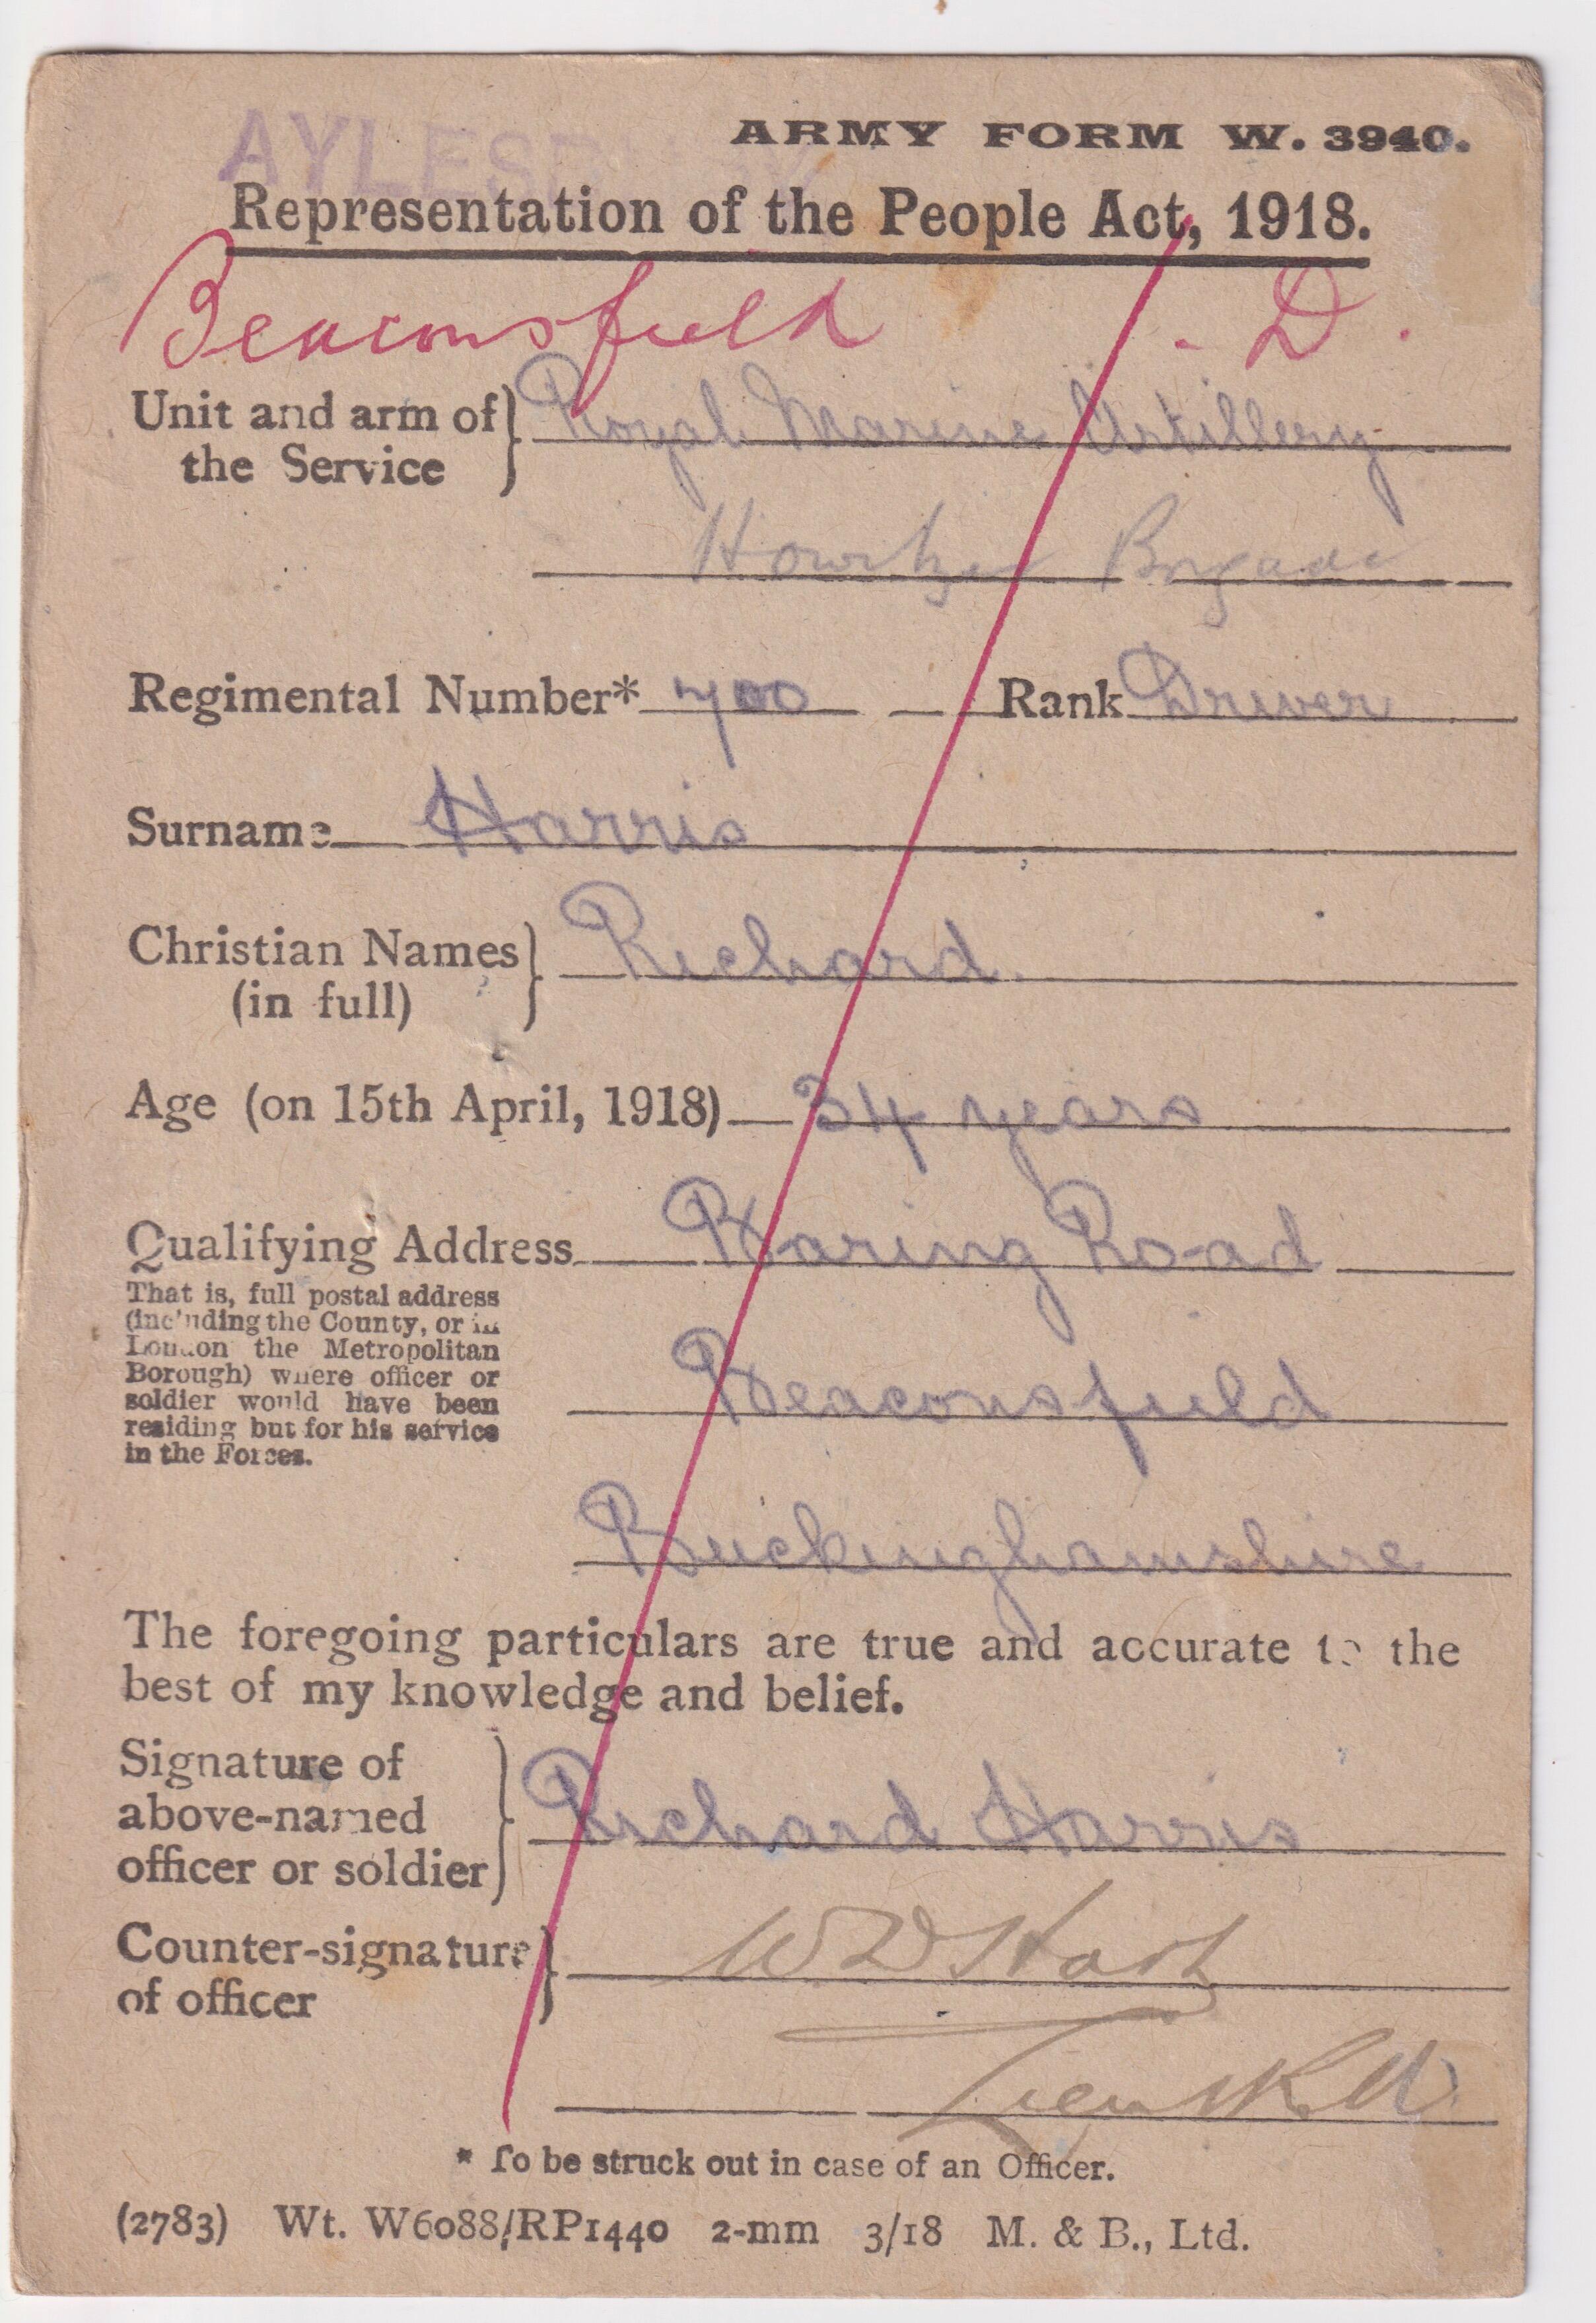 AYLESBURY
ARMY FORM W. 3940.
Representation of the People Act, 1918.
Beaconsfield - D.
Unit and arm of the Service } Royal Marine Artillery
Howitzer Brigade
Regimental Number* 700 Rank Driver
Surname Harris
Christian Names (in full) } Richard.
Age (on 15th April, 1918) 34 years
Qualifying Address Baring Road
That is, full postal address
(including the County, or in
London the Metropolitan
Borough) where officer or
soldier would have been
residing but for his service
in the Forces.
Beaconsfield
Buckinghamshire
The foregoing particulars are true and accurate to the
best of my knowledge and belief.
Signature of
above-named
officer or soldier } Richard Harris
Counter-signature
of officer } W D Hart
Lieut R.M.
* To be struck out in case of an Officer.
(2783) Wt. W6088/RP1440 2-mm 3/18 M. & B., Ltd.